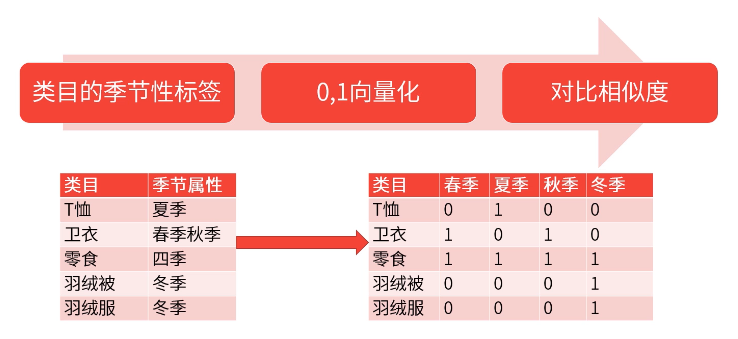 类目的季节性标签
0,1向量化
对比相似度
类目 季节属性
T恤 夏季
卫衣 春季秋季
零食 四季
羽绒被 冬季
羽绒服 冬季
类目 春季 夏季 秋季 冬季
T恤 0 1 0 0
卫衣 1 0 1 0
零食 1 1 1 1
羽绒被 0 0 0 1
羽绒服 0 0 0 1